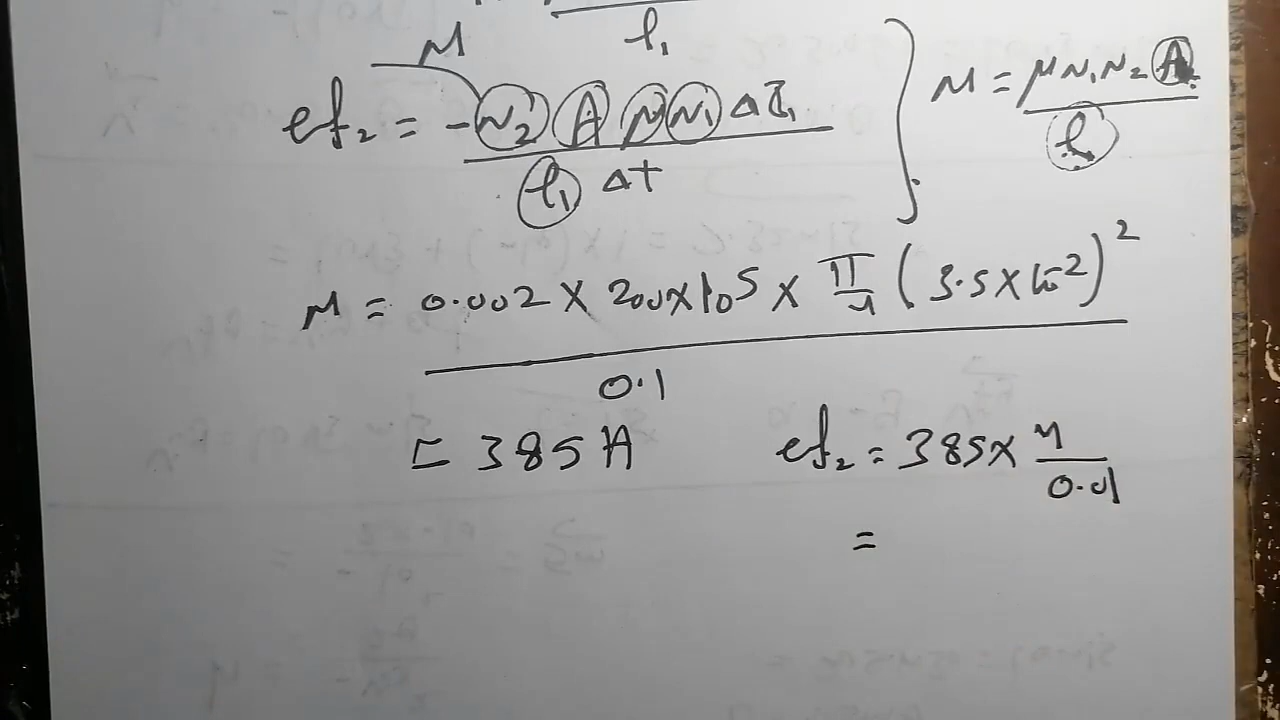 l₁
M
ef₂ = -N₂ A μ N₁ ΔI₁ / l₁ Δt
M = μN₁N₂A / l
M = 0.002 × 200×10⁵ × π/4 (3.5×10⁻²)² / 0.1
= 385 A
ef₂ = 385× 4 / 0.01
=